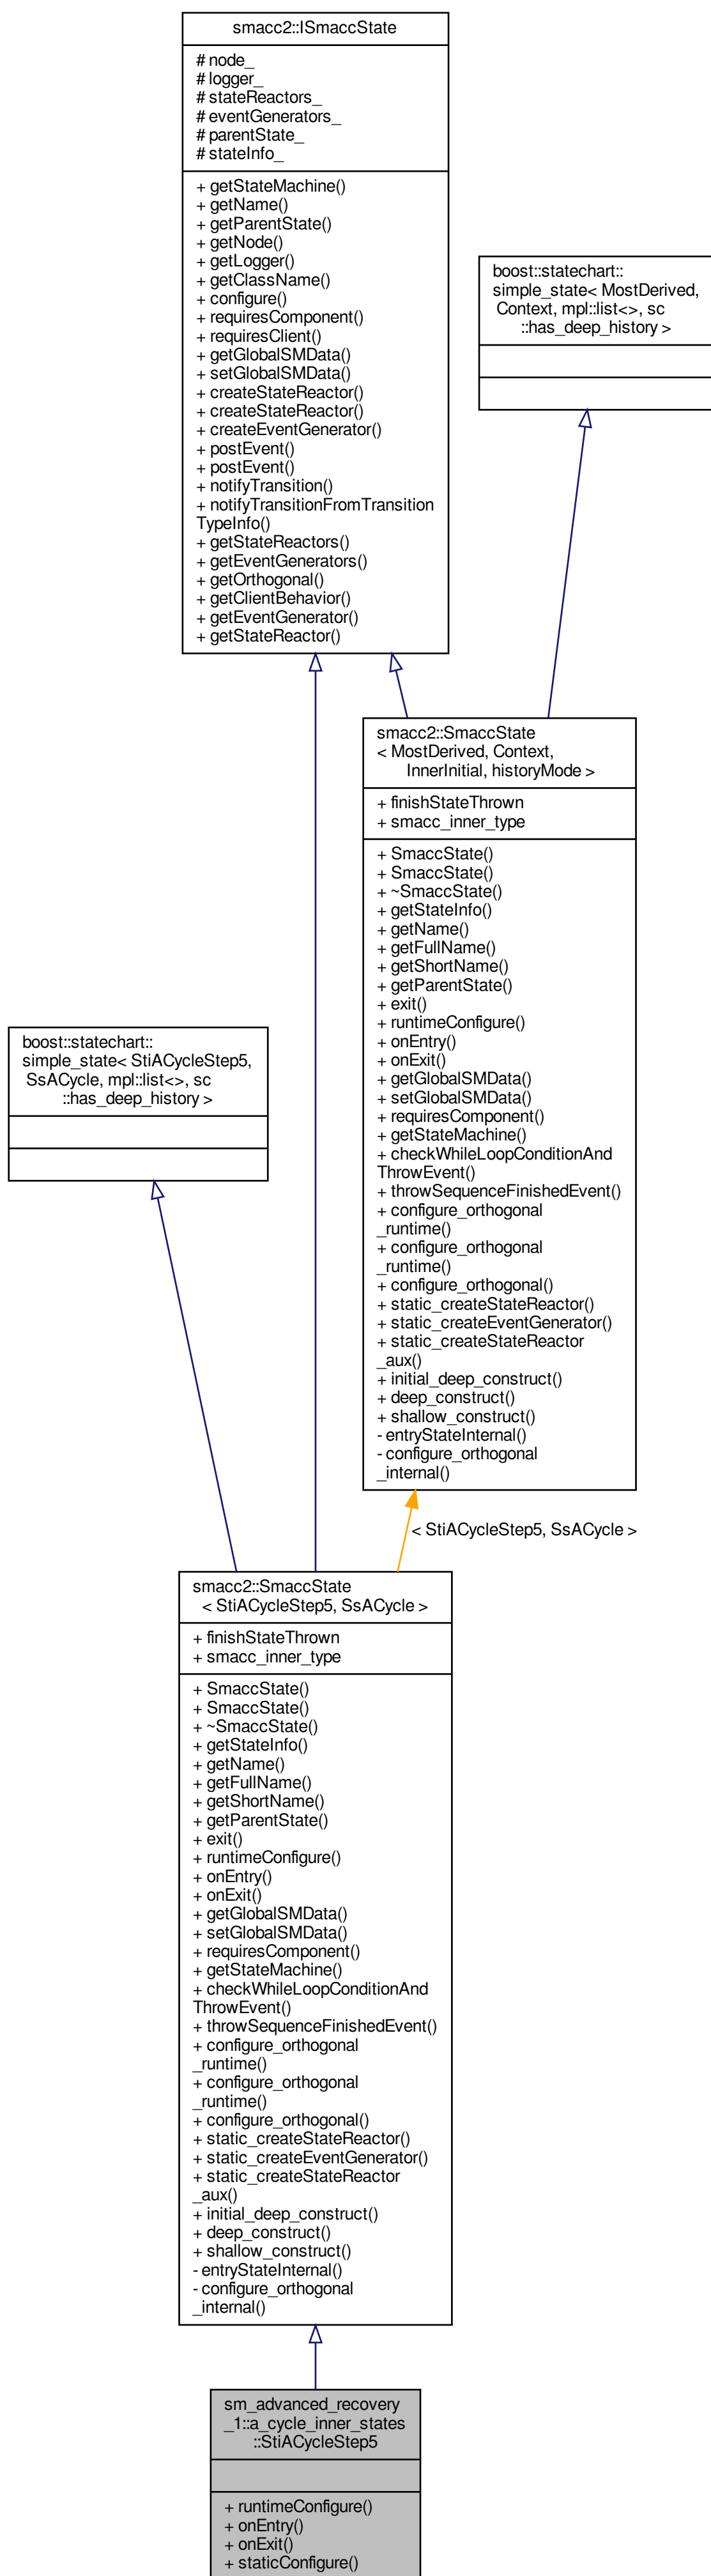 smacc2::ISmaccState
# node_
# logger_
# stateReactors_
# eventGenerators_
# parentState_
# stateInfo_
+ getStateMachine()
+ getName()
+ getParentState()
+ getNode()
+ getLogger()
+ getClassName()
+ configure()
+ requiresComponent()
+ requiresClient()
+ getGlobalSMData()
+ setGlobalSMData()
+ createStateReactor()
+ createStateReactor()
+ createEventGenerator()
+ postEvent()
+ postEvent()
+ notifyTransition()
+ notifyTransitionFromTransition
TypeInfo()
+ getStateReactors()
+ getEventGenerators()
+ getOrthogonal()
+ getClientBehavior()
+ getEventGenerator()
+ getStateReactor()
boost::statechart::
simple_state< MostDerived,
Context, mpl::list<>, sc
::has_deep_history >
smacc2::SmaccState
< MostDerived, Context,
InnerInitial, historyMode >
+ finishStateThrown
+ smacc_inner_type
+ SmaccState()
+ SmaccState()
+ ~SmaccState()
+ getStateInfo()
+ getName()
+ getFullName()
+ getShortName()
+ getParentState()
+ exit()
+ runtimeConfigure()
+ onEntry()
+ onExit()
+ getGlobalSMData()
+ setGlobalSMData()
+ requiresComponent()
+ getStateMachine()
+ checkWhileLoopConditionAnd
ThrowEvent()
+ throwSequenceFinishedEvent()
+ configure_orthogonal
_runtime()
+ configure_orthogonal
_runtime()
+ configure_orthogonal()
+ static_createStateReactor()
+ static_createEventGenerator()
+ static_createStateReactor
_aux()
+ initial_deep_construct()
+ deep_construct()
+ shallow_construct()
- entryStateInternal()
- configure_orthogonal
_internal()
boost::statechart::
simple_state< StiACycleStep5,
SsACycle, mpl::list<>, sc
::has_deep_history >
< StiACycleStep5, SsACycle >
smacc2::SmaccState
< StiACycleStep5, SsACycle >
+ finishStateThrown
+ smacc_inner_type
+ SmaccState()
+ SmaccState()
+ ~SmaccState()
+ getStateInfo()
+ getName()
+ getFullName()
+ getShortName()
+ getParentState()
+ exit()
+ runtimeConfigure()
+ onEntry()
+ onExit()
+ getGlobalSMData()
+ setGlobalSMData()
+ requiresComponent()
+ getStateMachine()
+ checkWhileLoopConditionAnd
ThrowEvent()
+ throwSequenceFinishedEvent()
+ configure_orthogonal
_runtime()
+ configure_orthogonal
_runtime()
+ configure_orthogonal()
+ static_createStateReactor()
+ static_createEventGenerator()
+ static_createStateReactor
_aux()
+ initial_deep_construct()
+ deep_construct()
+ shallow_construct()
- entryStateInternal()
- configure_orthogonal
_internal()
sm_advanced_recovery
_1::a_cycle_inner_states
::StiACycleStep5
+ runtimeConfigure()
+ onEntry()
+ onExit()
+ staticConfigure()